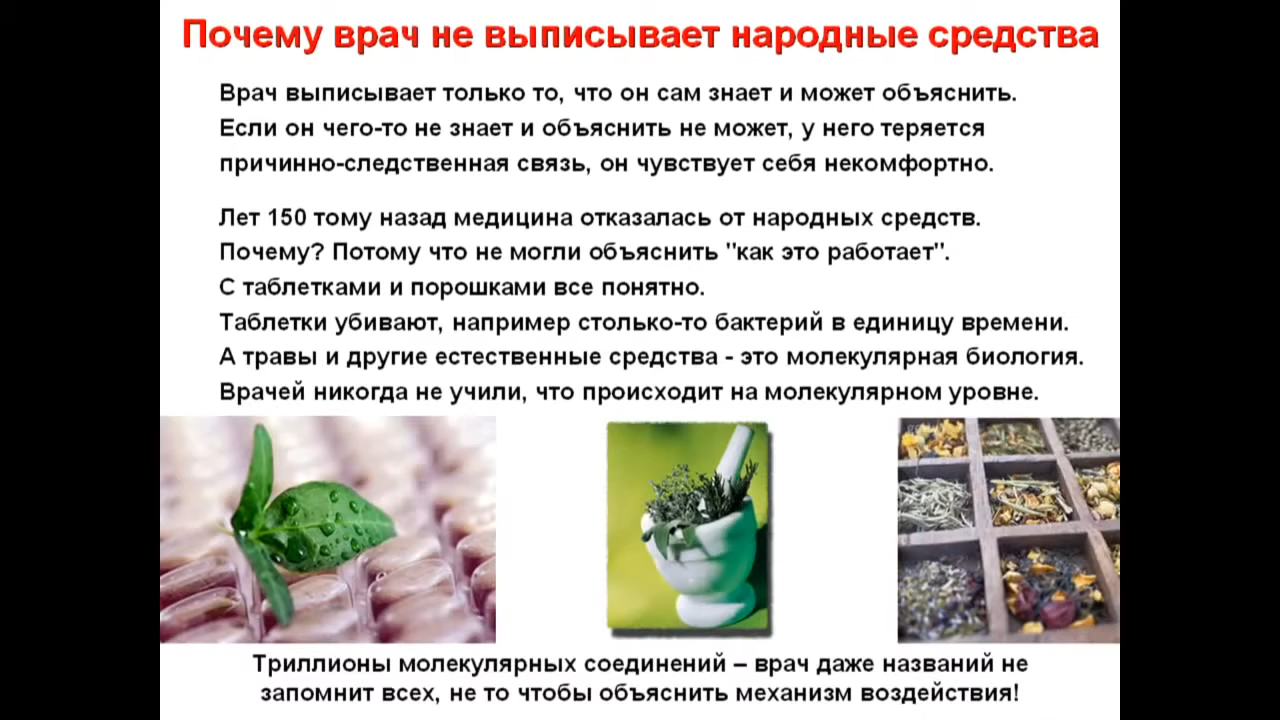 Почему врач не выписывает народные средства
Врач выписывает только то, что он сам знает и может объяснить.
Если он чего-то не знает и объяснить не может, у него теряется
причинно-следственная связь, он чувствует себя некомфортно.
Лет 150 тому назад медицина отказалась от народных средств.
Почему? Потому что не могли объяснить "как это работает".
С таблетками и порошками все понятно.
Таблетки убивают, например столько-то бактерий в единицу времени.
А травы и другие естественные средства - это молекулярная биология.
Врачей никогда не учили, что происходит на молекулярном уровне.
Триллионы молекулярных соединений – врач даже названий не
запомнит всех, не то чтобы объяснить механизм воздействия!